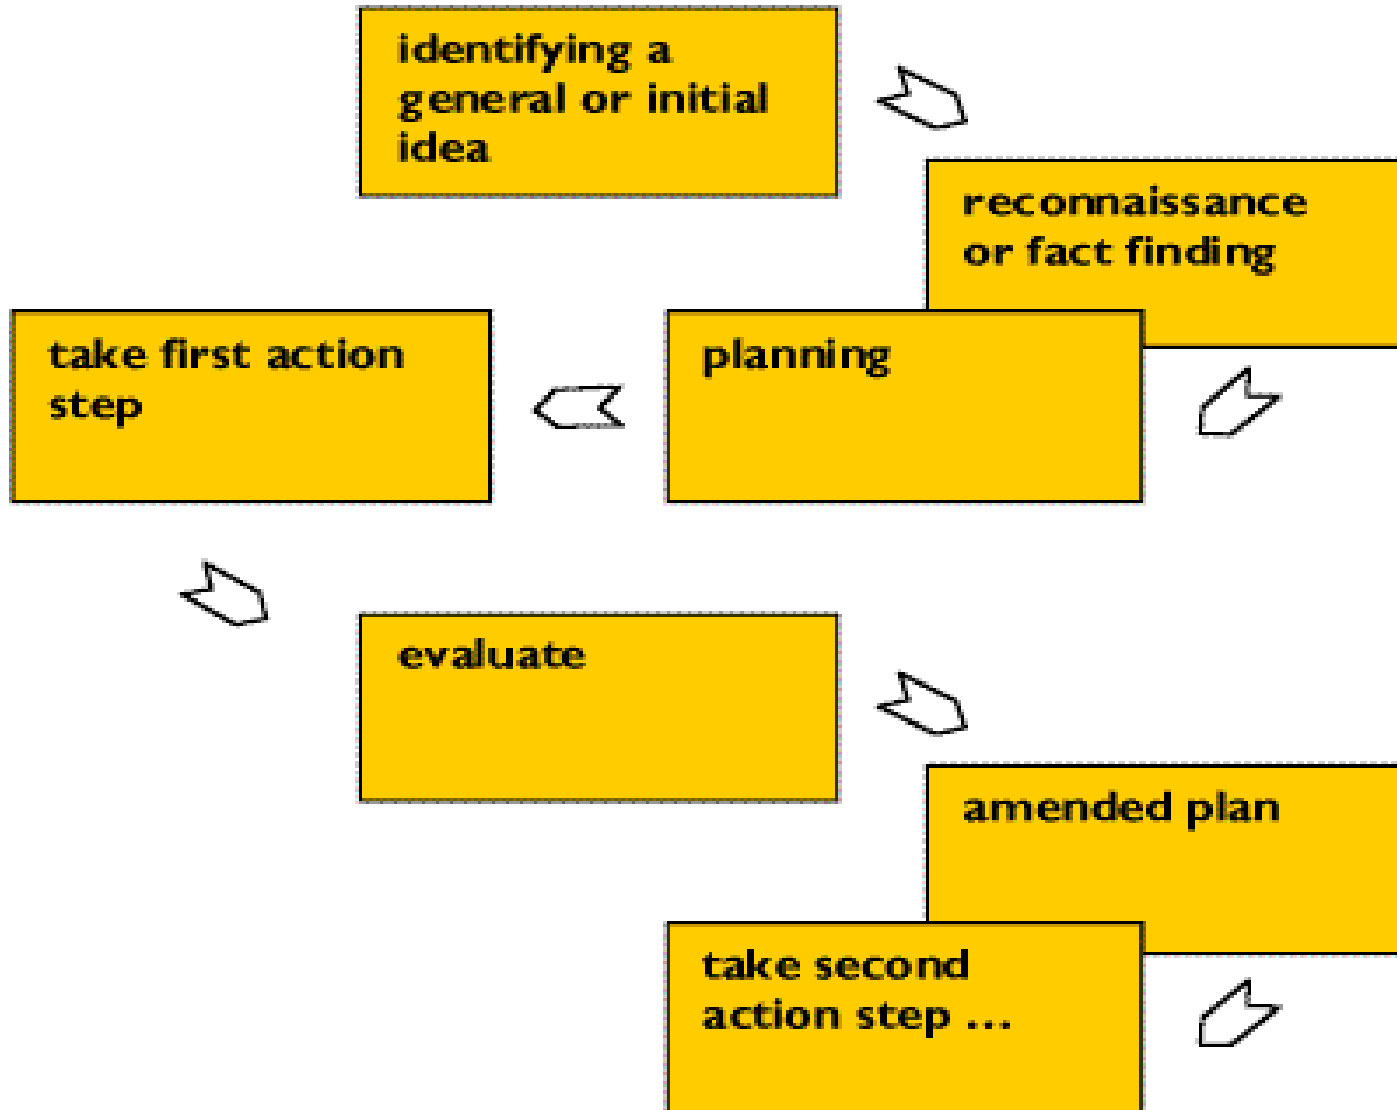 identifying a
general or initial
idea
reconnaissance
or fact finding
take first action
step
planning
evaluate
amended plan
take second
action step ...